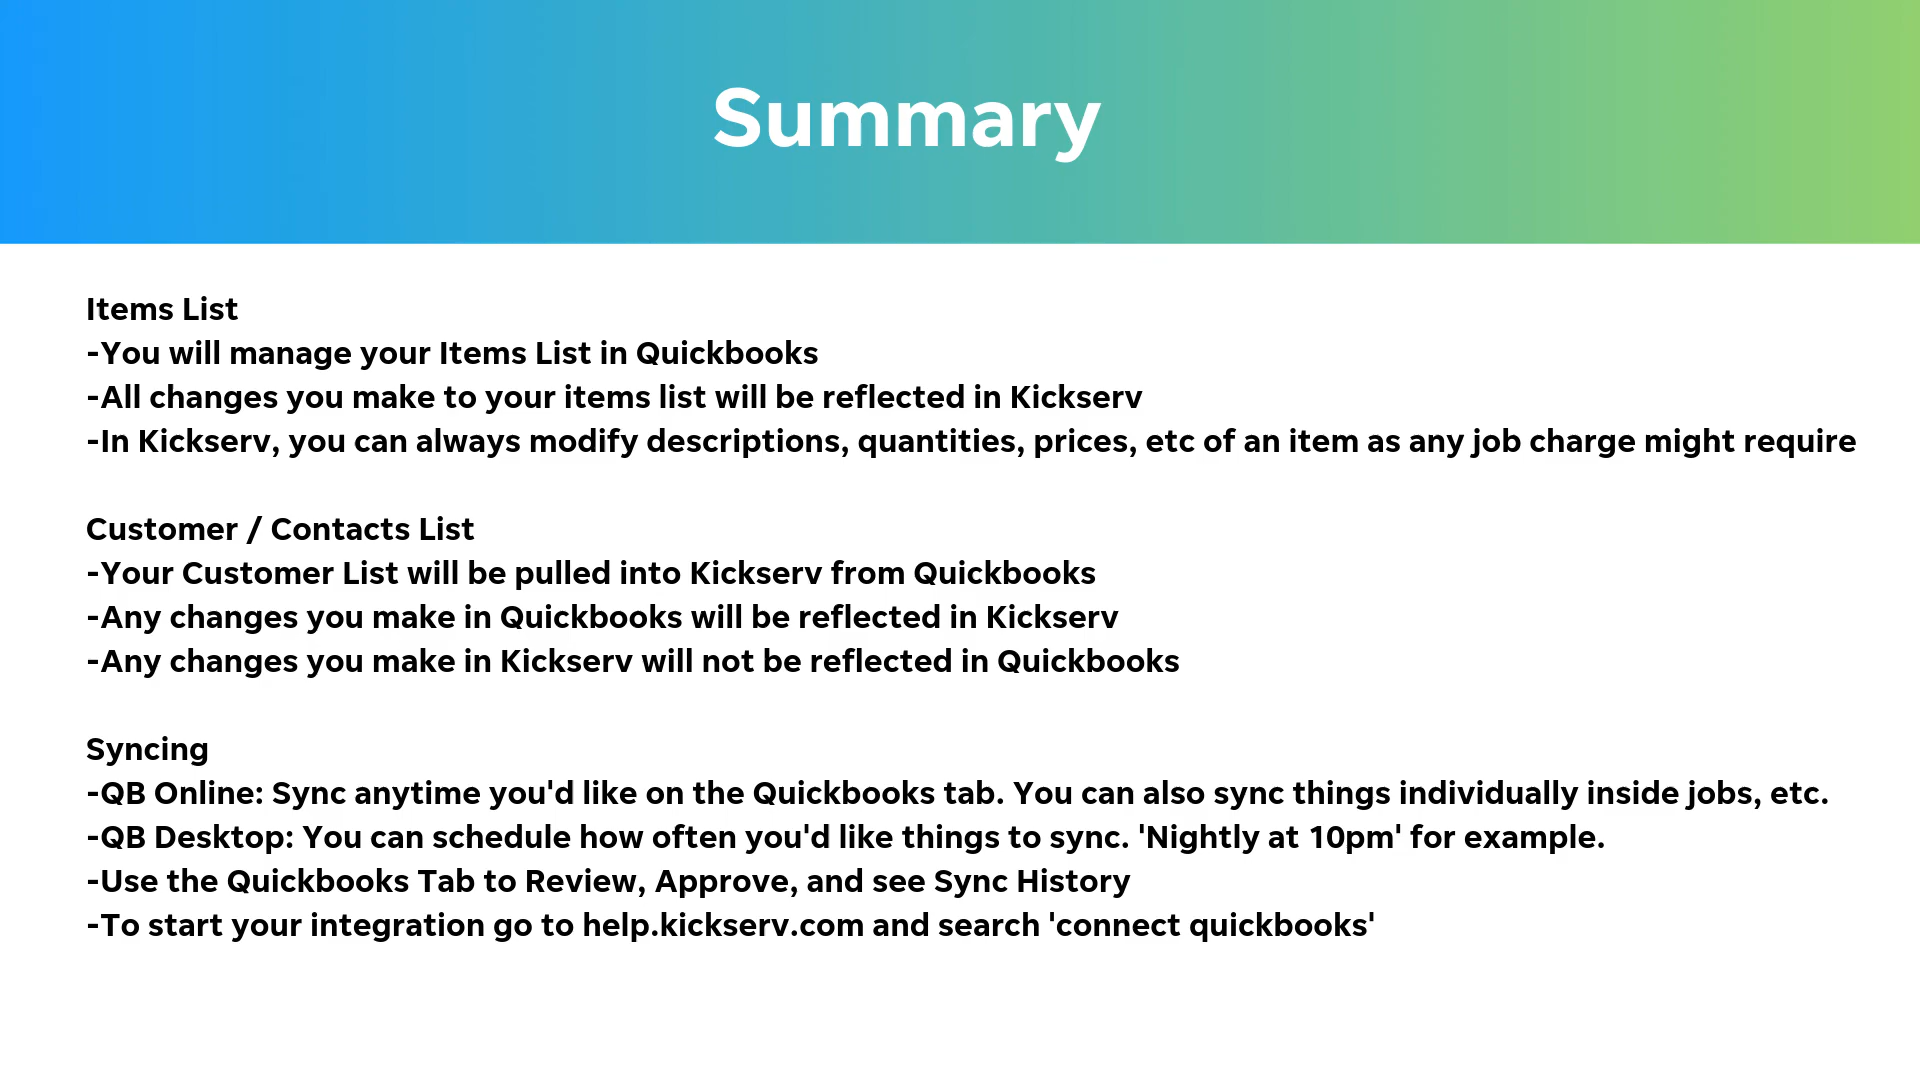 Summary
Items List
-You will manage your Items List in Quickbooks
-All changes you make to your items list will be reflected in Kickserv
-In Kickserv, you can always modify descriptions, quantities, prices, etc of an item as any job charge might require
Customer / Contacts List
-Your Customer List will be pulled into Kickserv from Quickbooks
-Any changes you make in Quickbooks will be reflected in Kickserv
-Any changes you make in Kickserv will not be reflected in Quickbooks
Syncing
-QB Online: Sync anytime you'd like on the Quickbooks tab. You can also sync things individually inside jobs, etc.
-QB Desktop: You can schedule how often you'd like things to sync. 'Nightly at 10pm' for example.
-Use the Quickbooks Tab to Review, Approve, and see Sync History
-To start your integration go to help.kickserv.com and search 'connect quickbooks'